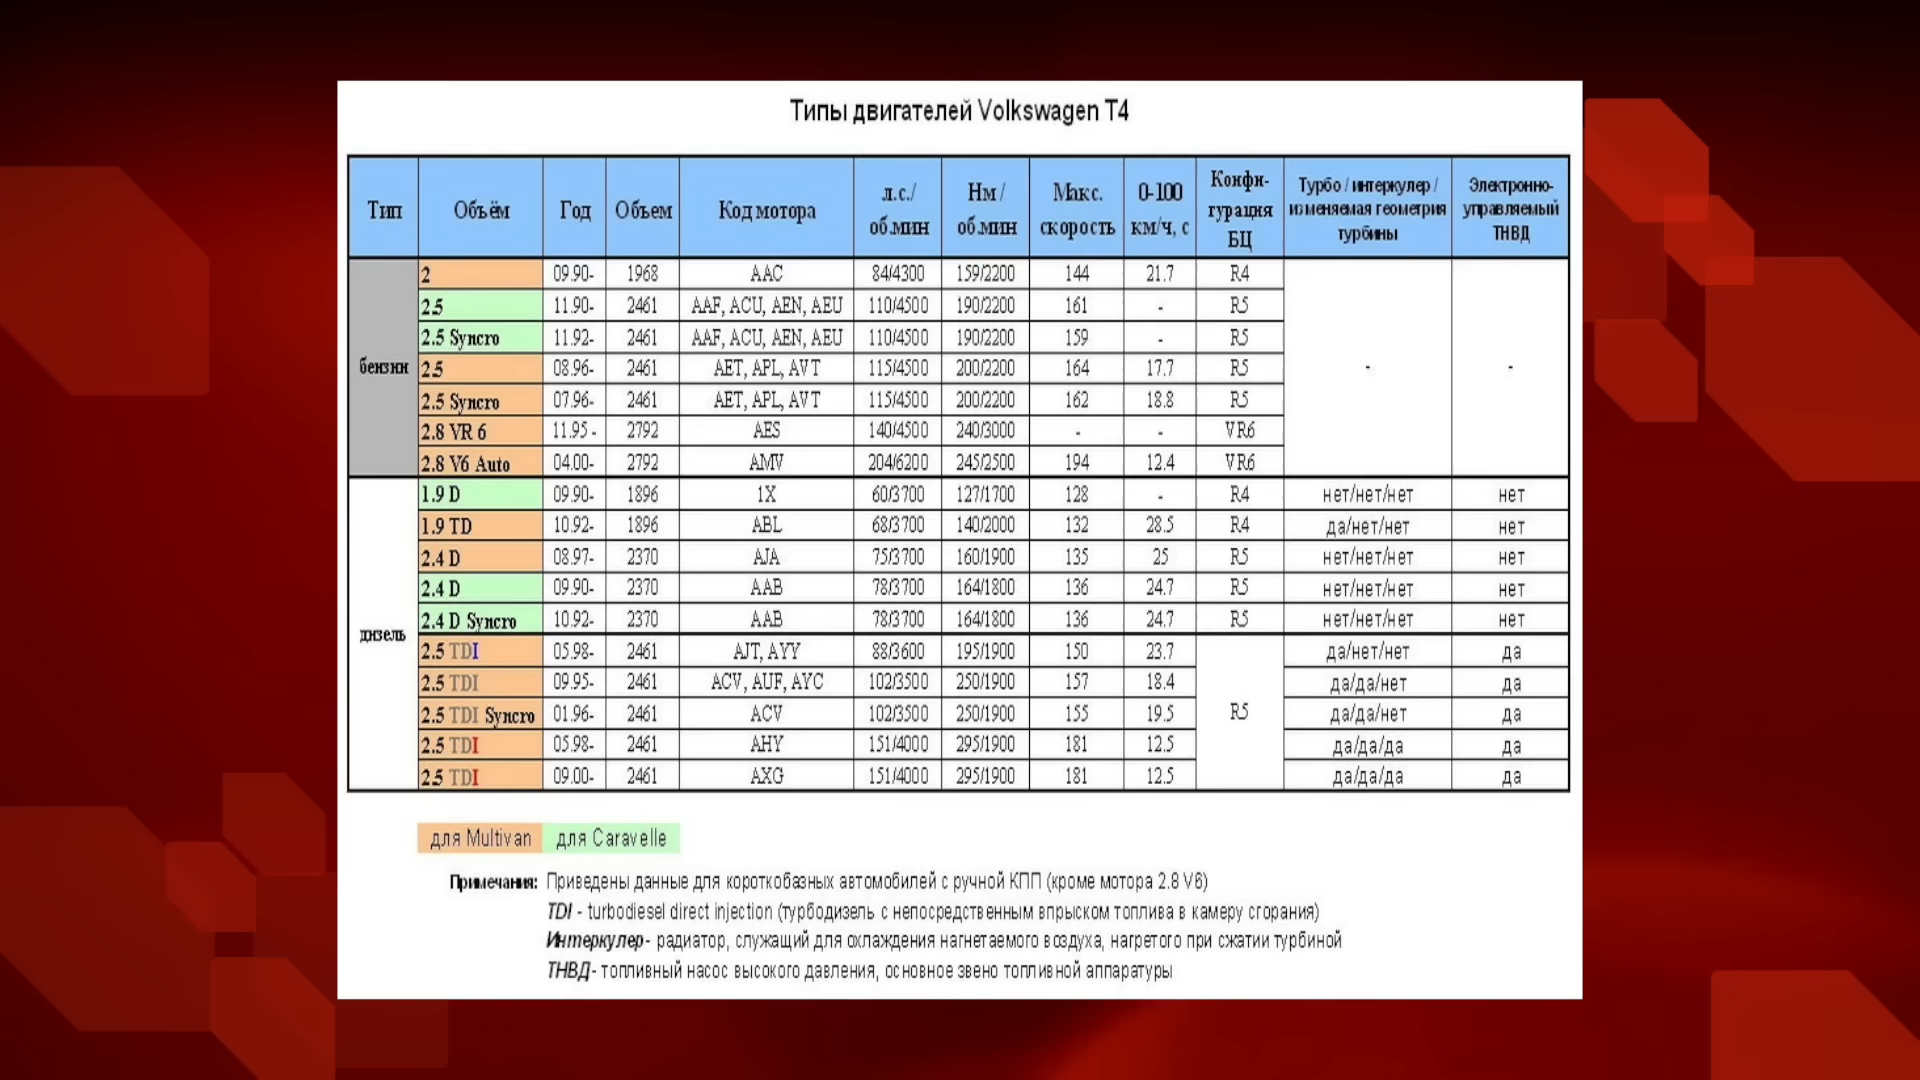 Типы двигателей Volkswagen T4
Тип Объём Год Объем Код мотора л.с./ об.мин Нм / об.мин Макс. скорость 0-100 км/ч, с Конфи-гурация БЦ Турбо / интеркулер / изменяемая геометрия турбины Электронно-управляемый ТНВД
бензин
2 09.90- 1968 AAC 84/4300 159/2200 144 21.7 R4
2.5 11.90- 2461 AAF, ACU, AEN, AEU 110/4500 190/2200 161 - R5
2.5 Syncro 11.92- 2461 AAF, ACU, AEN, AEU 110/4500 190/2200 159 - R5
2.5 08.96- 2461 AET, APL, AVT 115/4500 200/2200 164 17.7 R5 - -
2.5 Syncro 07.96- 2461 AET, APL, AVT 115/4500 200/2200 162 18.8 R5
2.8 VR 6 11.95 - 2792 AES 140/4500 240/3000 - - VR6
2.8 V6 Auto 04.00- 2792 AMV 204/6200 245/2500 194 12.4 VR6
дизель
1.9 D 09.90- 1896 1X 60/3700 127/1700 128 - R4 нет/нет/нет нет
1.9 TD 10.92- 1896 ABL 68/3700 140/2000 132 28.5 R4 да/нет/нет нет
2.4 D 08.97- 2370 AJA 75/3700 160/1900 135 25 R5 нет/нет/нет нет
2.4 D 09.90- 2370 AAB 78/3700 164/1800 136 24.7 R5 нет/нет/нет нет
2.4 D Syncro 10.92- 2370 AAB 78/3700 164/1800 136 24.7 R5 нет/нет/нет нет
2.5 TDI 05.98- 2461 AJT, AYY 88/3600 195/1900 150 23.7 да/нет/нет да
2.5 TDI 09.95- 2461 ACV, AUF, AYC 102/3500 250/1900 157 18.4 да/да/нет да
2.5 TDI Syncro 01.96- 2461 ACV 102/3500 250/1900 155 19.5 R5 да/да/нет да
2.5 TDI 05.98- 2461 AHY 151/4000 295/1900 181 12.5 да/да/да да
2.5 TDI 09.00- 2461 AXG 151/4000 295/1900 181 12.5 да/да/да да
для Multivan для Caravelle
Примечания: Приведены данные для короткобазных автомобилей с ручной КПП (кроме мотора 2.8 V6)
TDI - turbodiesel direct injection (турбодизель с непосредственным впрыском топлива в камеру сгорания)
Интеркулер- радиатор, служащий для охлаждения нагнетаемого воздуха, нагретого при сжатии турбиной
ТНВД- топливный насос высокого давления, основное звено топливной аппаратуры